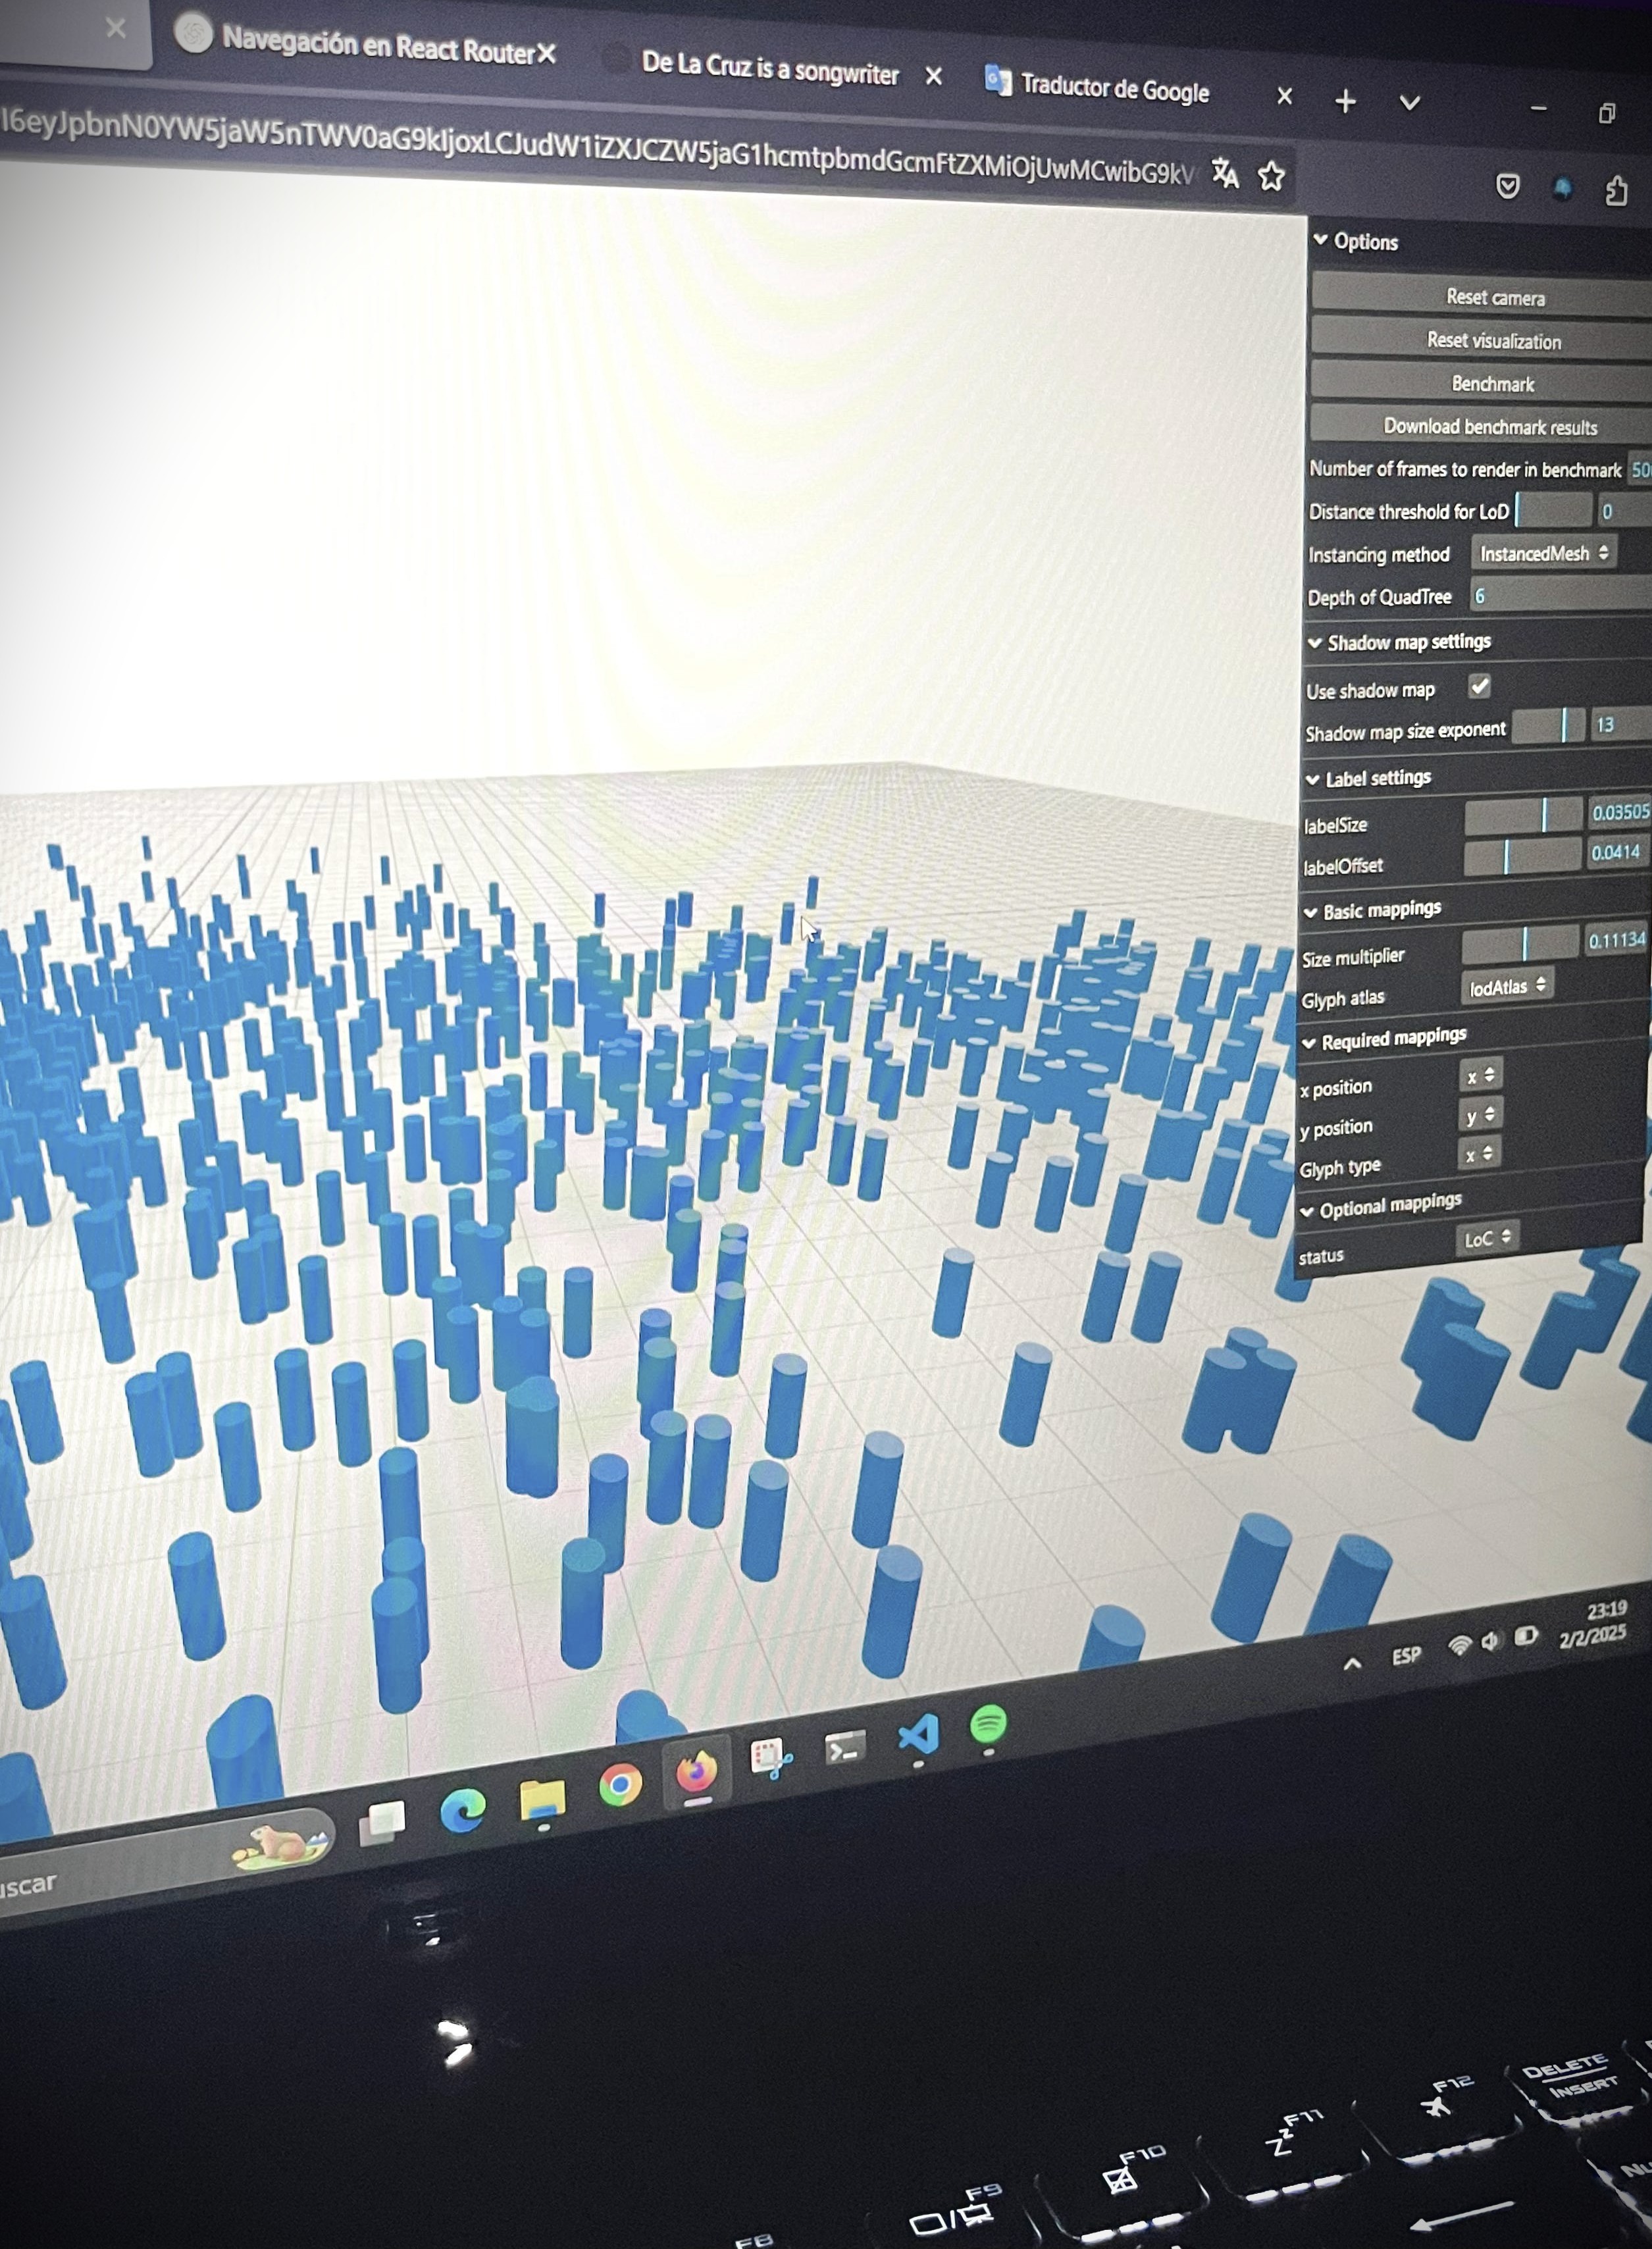 Navegación en React Router
De La Cruz is a songwriter
Traductor de Google
l6eyJpbnN0YW5jaW5nTWV0aG9kIjoxLCJudW1iZXJCZW5jaG1hcmtpbmdGcmFtZXMiOjUwMCwibG9kV
Options
Reset camera
Reset visualization
Benchmark
Download benchmark results
Number of frames to render in benchmark 50
Distance threshold for LoD 0
Instancing method InstancedMesh
Depth of QuadTree 6
Shadow map settings
Use shadow map
Shadow map size exponent 13
Label settings
labelSize 0.03505
labelOffset 0.0414
Basic mappings
Size multiplier 0.11134
Glyph atlas lodAtlas
Required mappings
x position x
y position y
Glyph type x
Optional mappings
status LoC
ESP
23:19
2/2/2025
uscar
F8
F9
F10
F11
F12
DELETE
INSERT